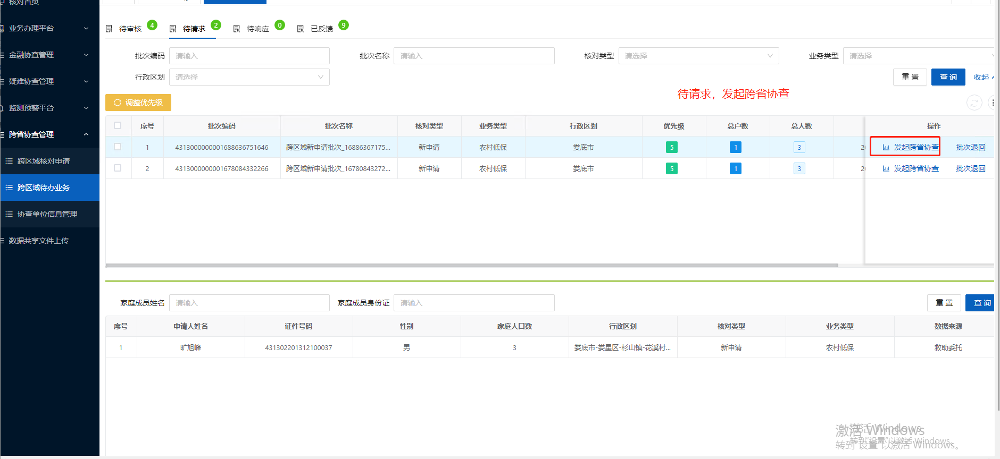 核对首页
业务办理平台
金融协查管理
疑难协查管理
监测预警平台
跨省协查管理
跨区域核对申请
跨区域待办业务
协查单位信息管理
数据共享文件上传
待审核 4 待请求 2 待响应 0 已反馈 9
批次编码 请输入 批次名称 请输入 核对类型 请选择 业务类型 请选择
行政区划 请选择 重 置 查 询 收起
待请求，发起跨省协查
调整优先级
序号 批次编码 批次名称 核对类型 业务类型 行政区划 优先级 总户数 总人数 操作
1 4313000000001688636751646 跨区域新申请批次_16886367175... 新申请 农村低保 娄底市 5 1 3 20 发起跨省协查 批次退回
2 4313000000001678084332266 跨区域新申请批次_16780843272... 新申请 农村低保 娄底市 5 1 3 20 发起跨省协查 批次退回
家庭成员姓名 请输入 家庭成员身份证 请输入 重 置 查 询
序号 申请人姓名 证件号码 性别 家庭人口数 行政区划 核对类型 业务类型 数据来源
1 旷旭峰 431302201312100037 男 3 娄底市-娄星区-杉山镇-花溪村... 新申请 农村低保 救助委托
激活 Windows
激活 Windows
转到"设置"以激活 Windows。
转到"设置"以激活 Windows。